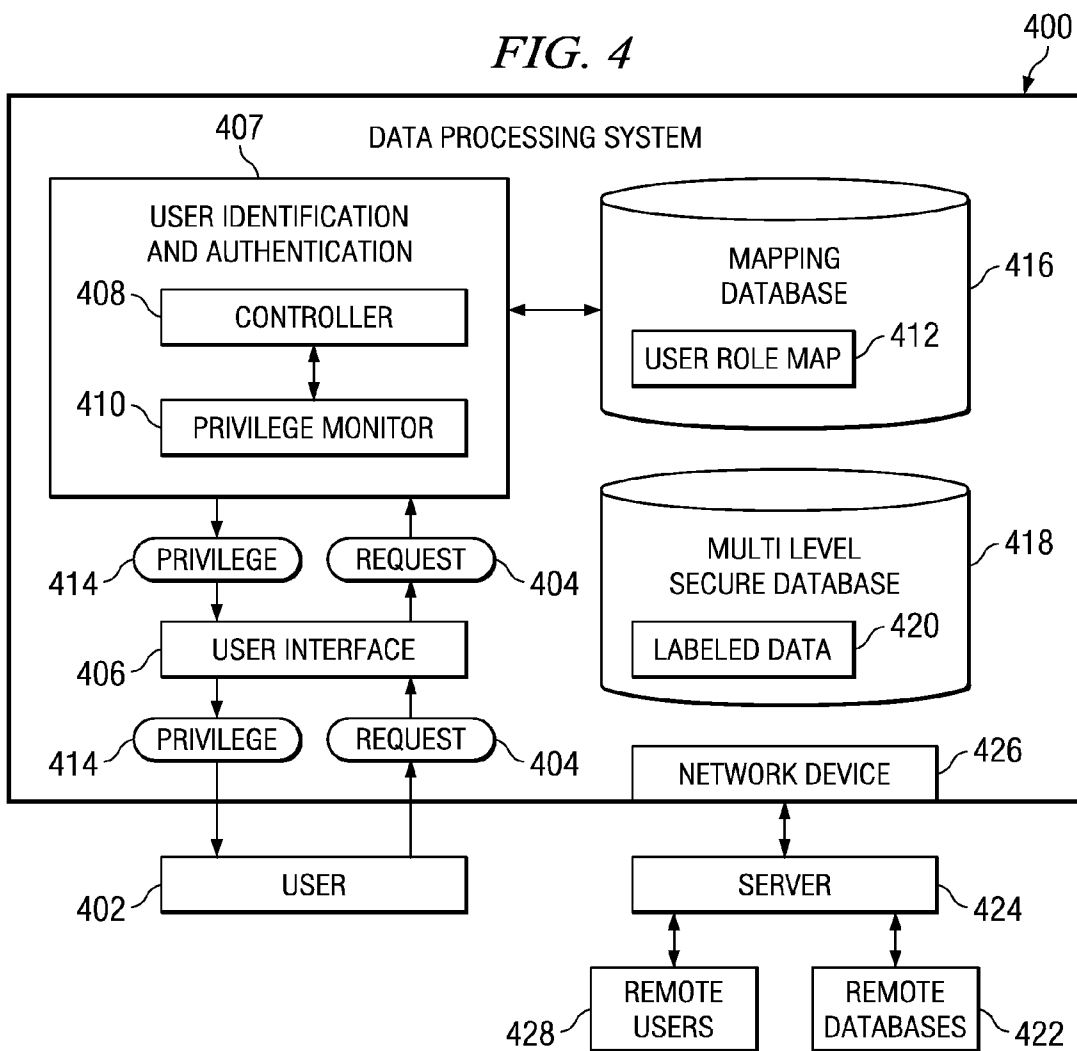 FIG. 4
400
DATA PROCESSING SYSTEM
407
USER IDENTIFICATION
AND AUTHENTICATION
408
CONTROLLER
410
PRIVILEGE MONITOR
MAPPING
DATABASE
416
USER ROLE MAP
412
MULTI LEVEL
SECURE DATABASE
418
LABELED DATA
420
414
PRIVILEGE
REQUEST
404
406
USER INTERFACE
414
PRIVILEGE
REQUEST
404
NETWORK DEVICE
426
402
USER
SERVER
424
428
REMOTE
USERS
REMOTE
DATABASES
422